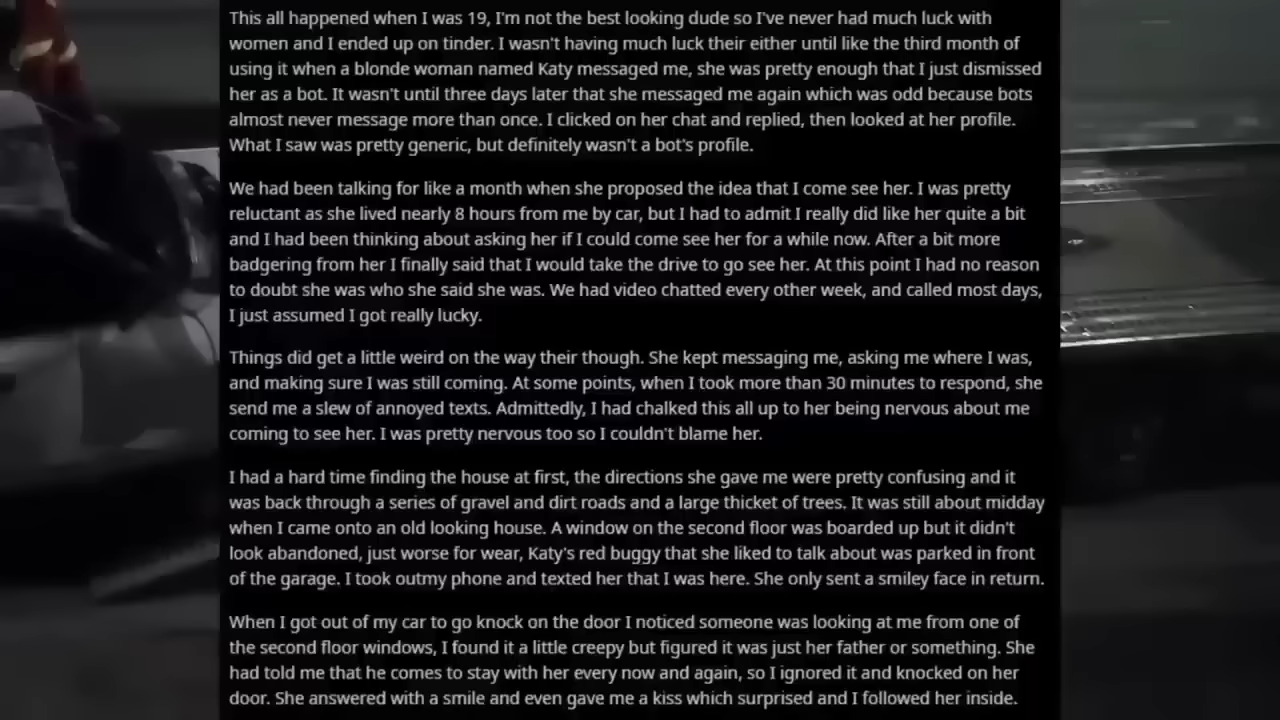 This all happened when I was 19, I'm not the best looking dude so I've never had much luck with
women and I ended up on tinder. I wasn't having much luck their either until like the third month of
using it when a blonde woman named Katy messaged me, she was pretty enough that I just dismissed
her as a bot. It wasn't until three days later that she messaged me again which was odd because bots
almost never message more than once. I clicked on her chat and replied, then looked at her profile.
What I saw was pretty generic, but definitely wasn't a bot's profile.
We had been talking for like a month when she proposed the idea that I come see her. I was pretty
reluctant as she lived nearly 8 hours from me by car, but I had to admit I really did like her quite a bit
and I had been thinking about asking her if I could come see her for a while now. After a bit more
badgering from her I finally said that I would take the drive to go see her. At this point I had no reason
to doubt she was who she said she was. We had video chatted every other week, and called most days,
I just assumed I got really lucky.
Things did get a little weird on the way their though. She kept messaging me, asking me where I was,
and making sure I was still coming. At some points, when I took more than 30 minutes to respond, she
send me a slew of annoyed texts. Admittedly, I had chalked this all up to her being nervous about me
coming to see her. I was pretty nervous too so I couldn't blame her.
I had a hard time finding the house at first, the directions she gave me were pretty confusing and it
was back through a series of gravel and dirt roads and a large thicket of trees. It was still about midday
when I came onto an old looking house. A window on the second floor was boarded up but it didn't
look abandoned, just worse for wear, Katy's red buggy that she liked to talk about was parked in front
of the garage. I took outmy phone and texted her that I was here. She only sent a smiley face in return.
When I got out of my car to go knock on the door I noticed someone was looking at me from one of
the second floor windows, I found it a little creepy but figured it was just her father or something. She
had told me that he comes to stay with her every now and again, so I ignored it and knocked on her
door. She answered with a smile and even gave me a kiss which surprised and I followed her inside.